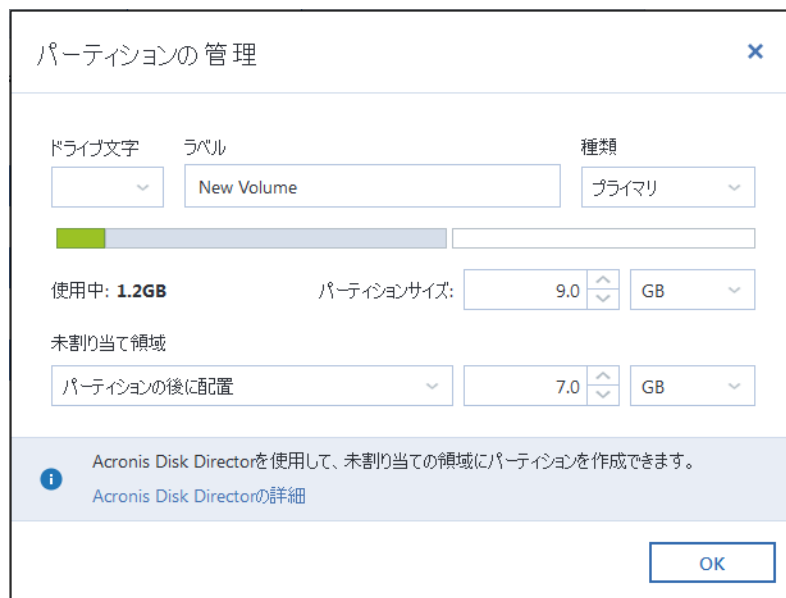 パーティションの管理
ドライブ文字 ラベル 種類
New Volume プライマリ
使用中: 1.2GB パーティションサイズ: 9.0 GB
未割り当て領域
パーティションの後に配置 7.0 GB
Acronis Disk Directorを使用して、未割り当ての領域にパーティションを作成できます。
Acronis Disk Directorの詳細
OK